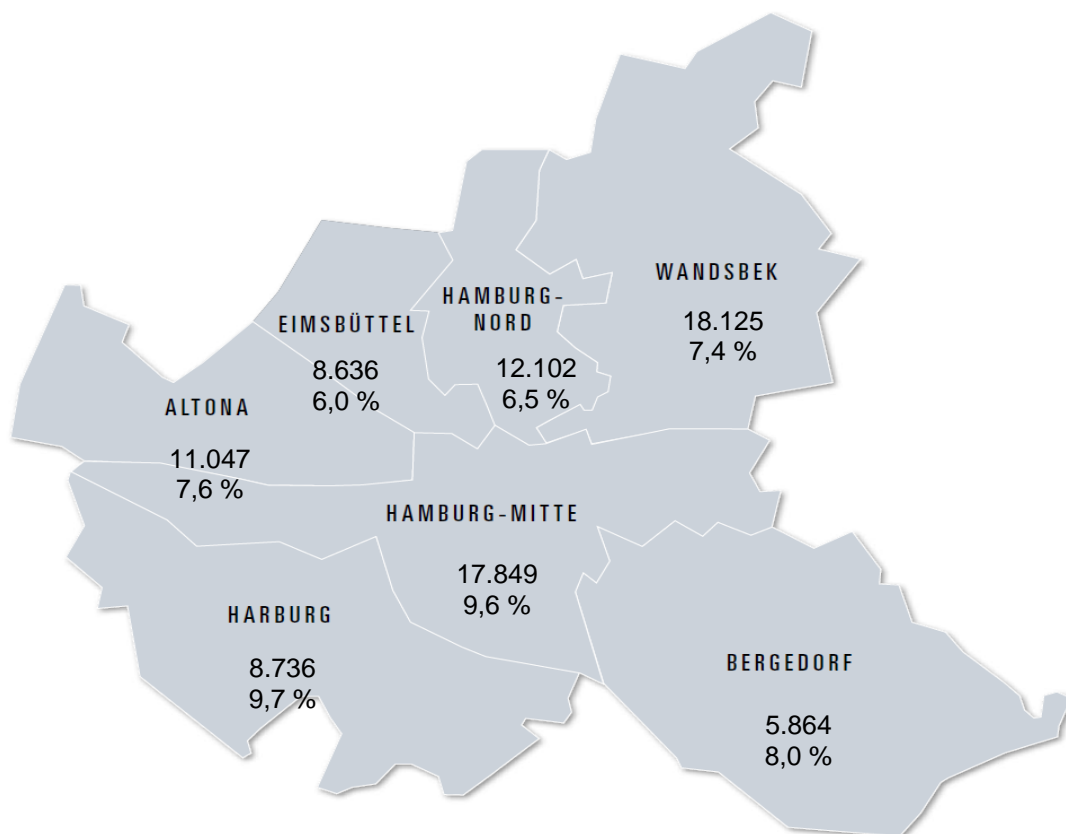 WANDSBEK
18.125
7,4 %
HAMBURG-
NORD
12.102
6,5 %
EIMSBÜTTEL
8.636
6,0 %
ALTONA
11.047
7,6 %
HAMBURG-MITTE
17.849
9,6 %
HARBURG
8.736
9,7 %
BERGEDORF
5.864
8,0 %